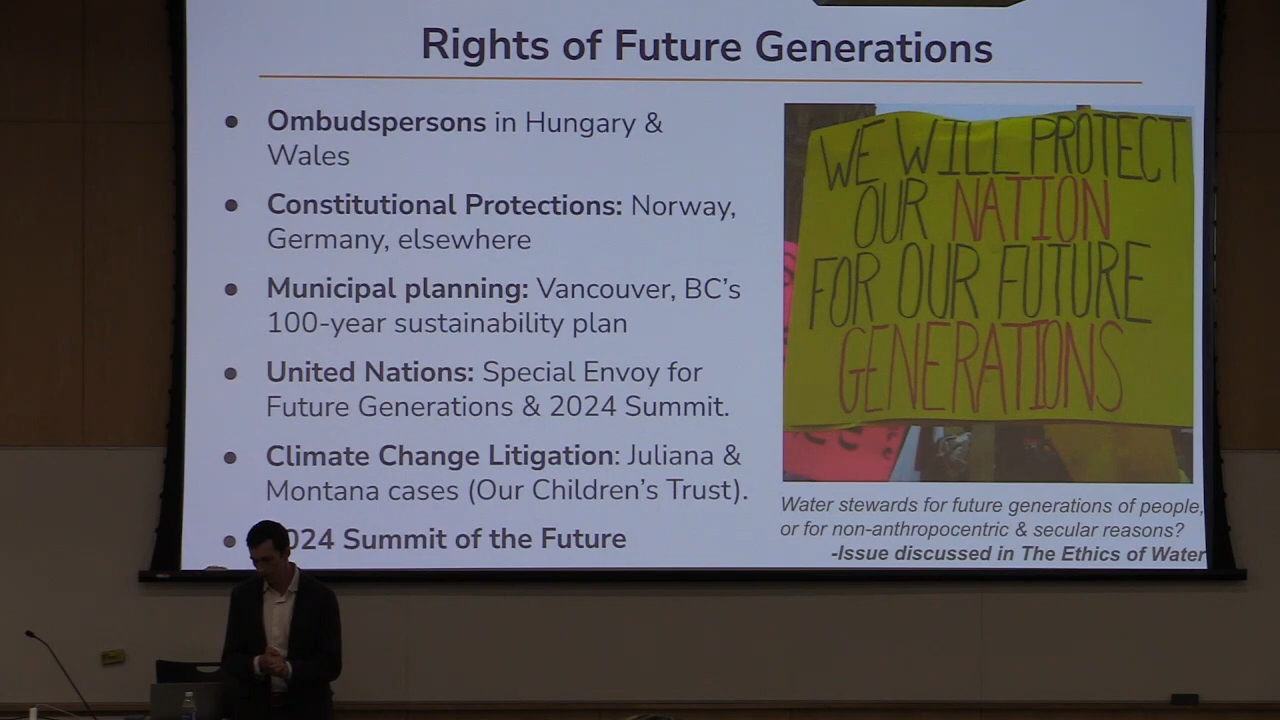 Rights of Future Generations
● Ombudspersons in Hungary &
Wales
● Constitutional Protections: Norway,
Germany, elsewhere
● Municipal planning: Vancouver, BC's
100-year sustainability plan
● United Nations: Special Envoy for
Future Generations & 2024 Summit.
● Climate Change Litigation: Juliana &
Montana cases (Our Children's Trust).
● 024 Summit of the Future
WE WILL PROTECT
OUR NATION
FOR OUR FUTURE
GENERATIONS
Water stewards for future generations of people,
or for non-anthropocentric & secular reasons?
-Issue discussed in The Ethics of Water